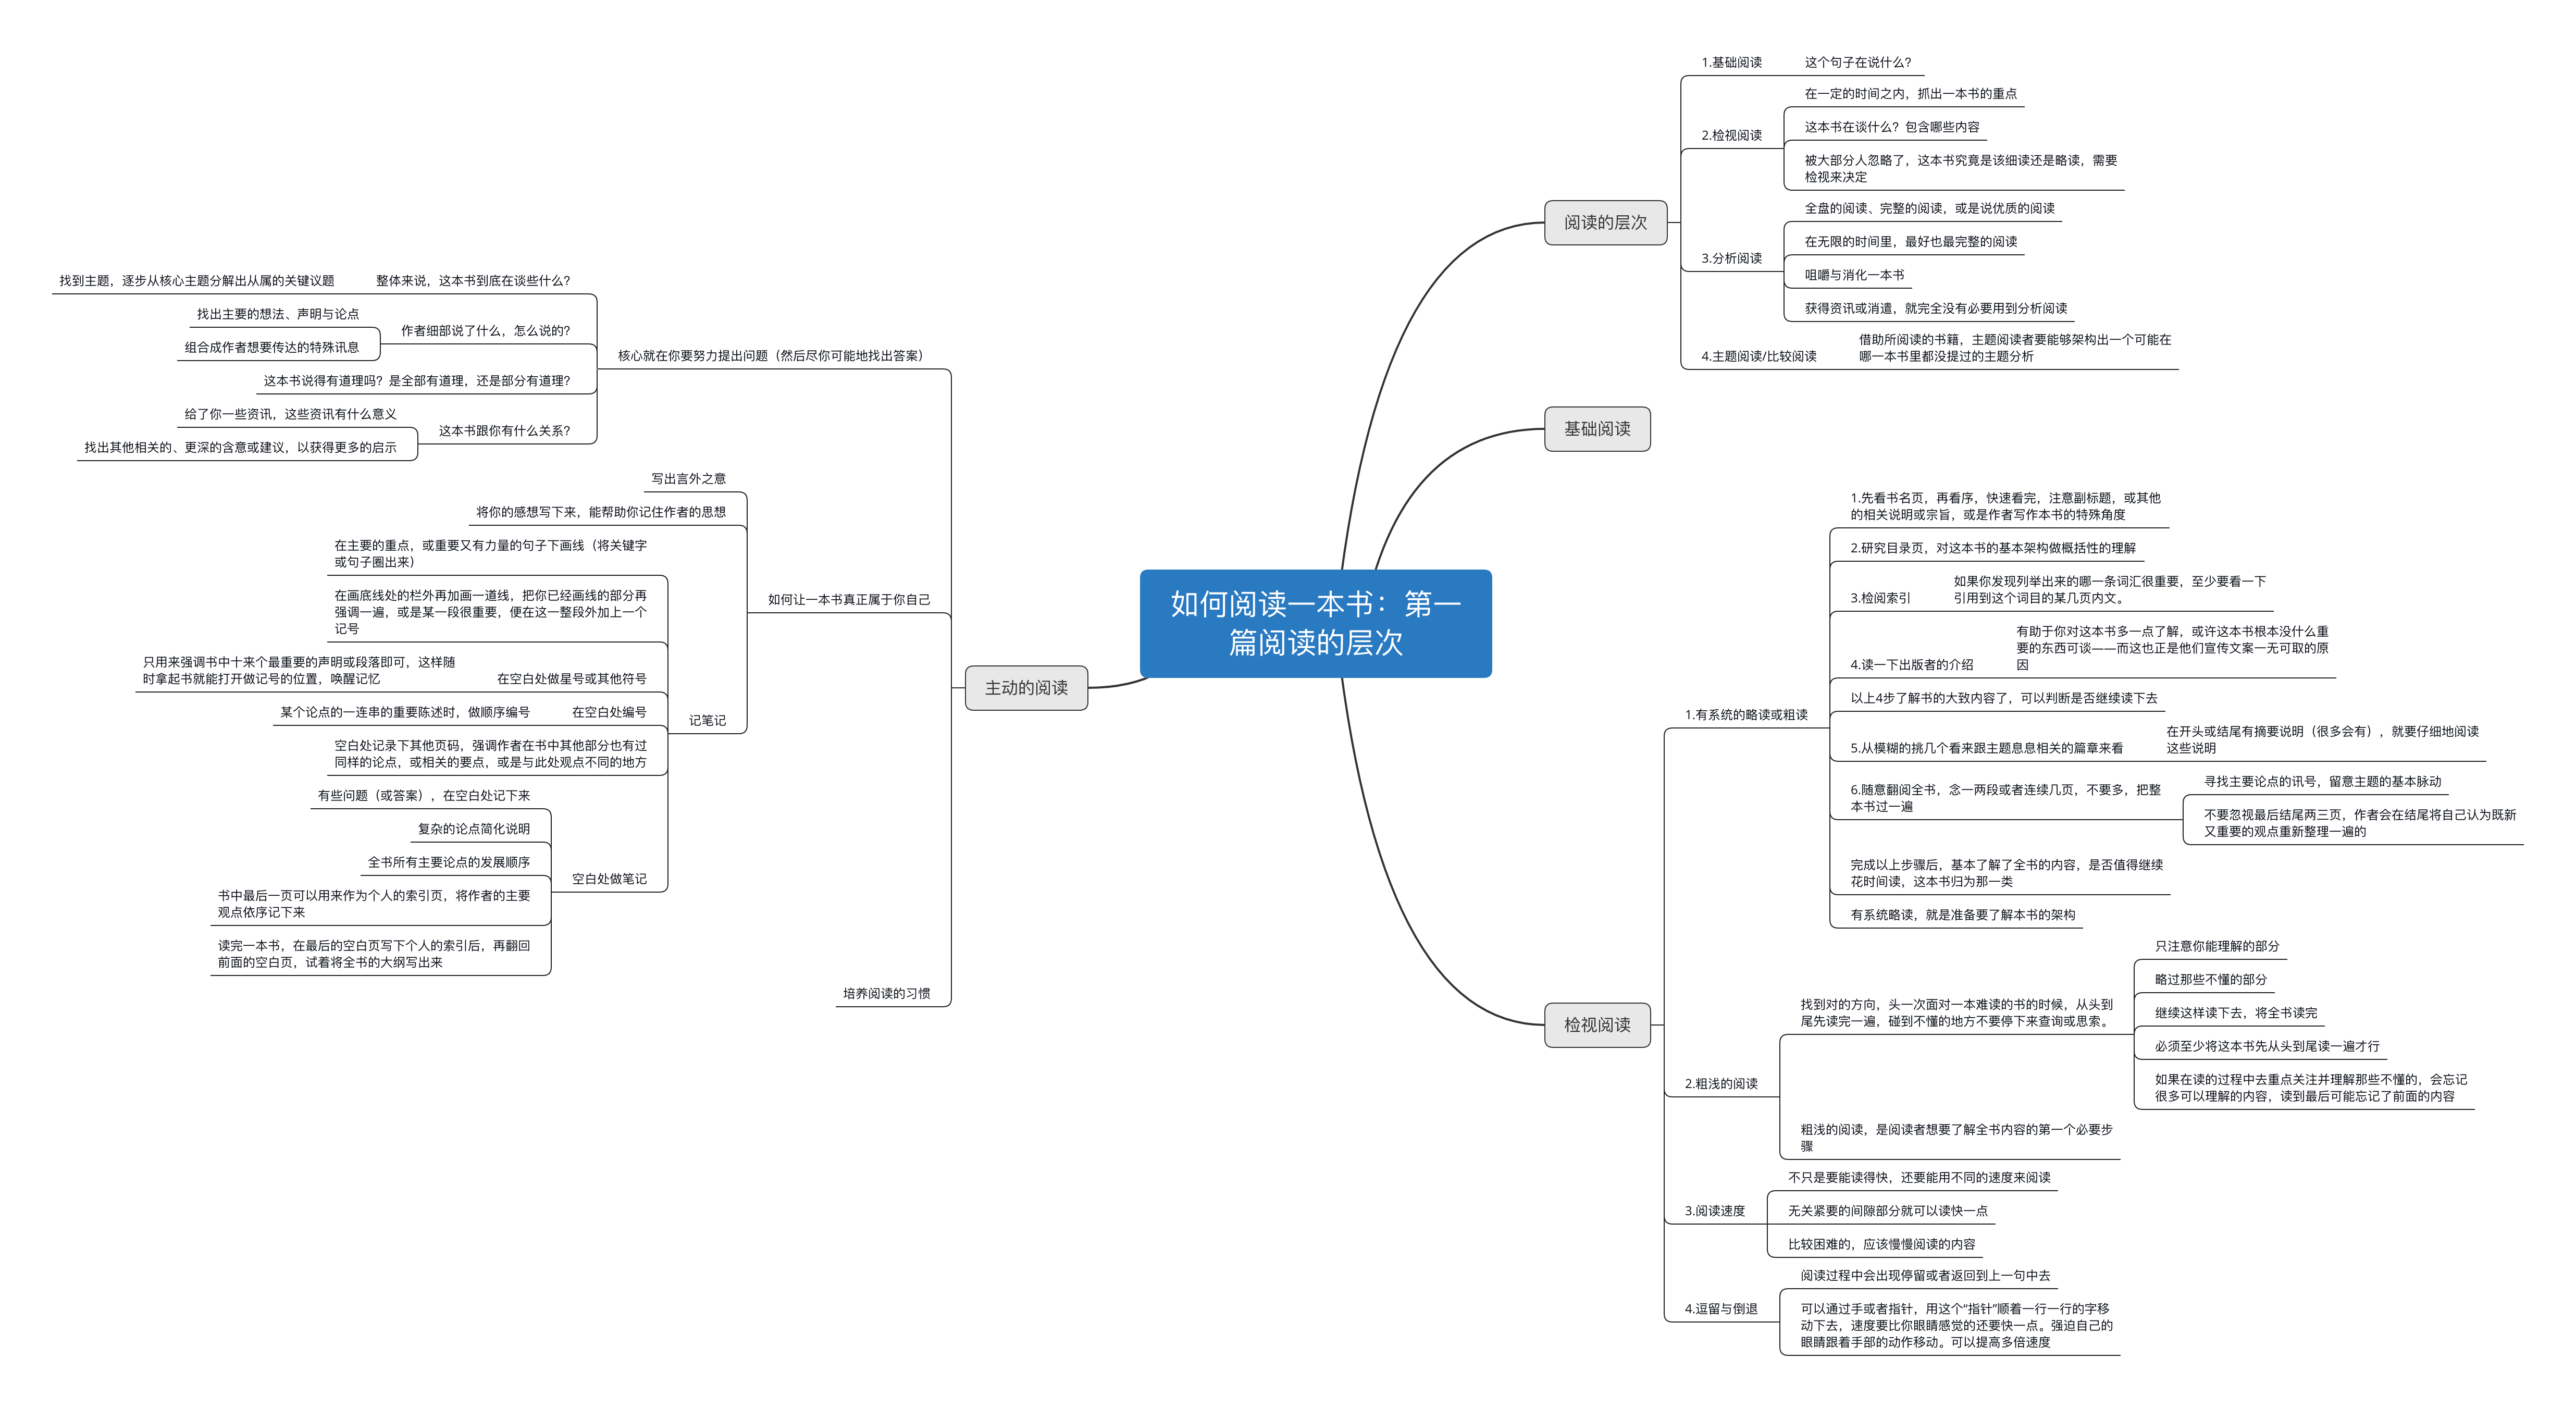 如何阅读一本书：第一
篇阅读的层次
阅读的层次
1.基础阅读
这个句子在说什么？
2.检视阅读
在一定的时间之内，抓出一本书的重点
这本书在谈什么？包含哪些内容
被大部分人忽略了，这本书究竟是该细读还是略读，需要
检视来决定
3.分析阅读
全盘的阅读、完整的阅读，或是说优质的阅读
在无限的时间里，最好也最完整的阅读
咀嚼与消化一本书
获得资讯或消遣，就完全没有必要用到分析阅读
4.主题阅读/比较阅读
借助所阅读的书籍，主题阅读者要能够架构出一个可能在
哪一本书里都没提过的主题分析
基础阅读
检视阅读
1.有系统的略读或粗读
1.先看书名页，再看序，快速看完，注意副标题，或其他
的相关说明或宗旨，或是作者写作本书的特殊角度
2.研究目录页，对这本书的基本架构做概括性的理解
3.检阅索引
如果你发现列举出来的哪一条词汇很重要，至少要看一下
引用到这个词目的某几页内文。
4.读一下出版者的介绍
有助于你对这本书多一点了解，或许这本书根本没什么重
要的东西可谈——而这也正是他们宣传文案一无可取的原
因
以上4步了解书的大致内容了，可以判断是否继续读下去
5.从模糊的挑几个看来跟主题息息相关的篇章来看
在开头或结尾有摘要说明（很多会有），就要仔细地阅读
这些说明
6.随意翻阅全书，念一两段或者连续几页，不要多，把整
本书过一遍
寻找主要论点的讯号，留意主题的基本脉动
不要忽视最后结尾两三页，作者会在结尾将自己认为既新
又重要的观点重新整理一遍的
完成以上步骤后，基本了解了全书的内容，是否值得继续
花时间读，这本书归为那一类
有系统略读，就是准备要了解本书的架构
2.粗浅的阅读
找到对的方向，头一次面对一本难读的书的时候，从头到
尾先读完一遍，碰到不懂的地方不要停下来查询或思索。
只注意你能理解的部分
略过那些不懂的部分
继续这样读下去，将全书读完
必须至少将这本书先从头到尾读一遍才行
如果在读的过程中去重点关注并理解那些不懂的，会忘记
很多可以理解的内容，读到最后可能忘记了前面的内容
粗浅的阅读，是阅读者想要了解全书内容的第一个必要步
骤
3.阅读速度
不只是要能读得快，还要能用不同的速度来阅读
无关紧要的间隙部分就可以读快一点
比较困难的，应该慢慢阅读的内容
4.逗留与倒退
阅读过程中会出现停留或者返回到上一句中去
可以通过手或者指针，用这个“指针”顺着一行一行的字移
动下去，速度要比你眼睛感觉的还要快一点。强迫自己的
眼睛跟着手部的动作移动。可以提高多倍速度
主动的阅读
核心就在你要努力提出问题（然后尽你可能地找出答案）
整体来说，这本书到底在谈些什么？
找到主题，逐步从核心主题分解出从属的关键议题
作者细部说了什么，怎么说的？
找出主要的想法、声明与论点
组合成作者想要传达的特殊讯息
这本书说得有道理吗？是全部有道理，还是部分有道理？
这本书跟你有什么关系？
给了你一些资讯，这些资讯有什么意义
找出其他相关的、更深的含意或建议，以获得更多的启示
如何让一本书真正属于你自己
写出言外之意
将你的感想写下来，能帮助你记住作者的思想
记笔记
在主要的重点，或重要又有力量的句子下画线（将关键字
或句子圈出来）
在画底线处的栏外再加画一道线，把你已经画线的部分再
强调一遍，或是某一段很重要，便在这一整段外加上一个
记号
在空白处做星号或其他符号
只用来强调书中十来个最重要的声明或段落即可，这样随
时拿起书就能打开做记号的位置，唤醒记忆
在空白处编号
某个论点的一连串的重要陈述时，做顺序编号
空白处记录下其他页码，强调作者在书中其他部分也有过
同样的论点，或相关的要点，或是与此处观点不同的地方
空白处做笔记
有些问题（或答案），在空白处记下来
复杂的论点简化说明
全书所有主要论点的发展顺序
书中最后一页可以用来作为个人的索引页，将作者的主要
观点依序记下来
读完一本书，在最后的空白页写下个人的索引后，再翻回
前面的空白页，试着将全书的大纲写出来
培养阅读的习惯